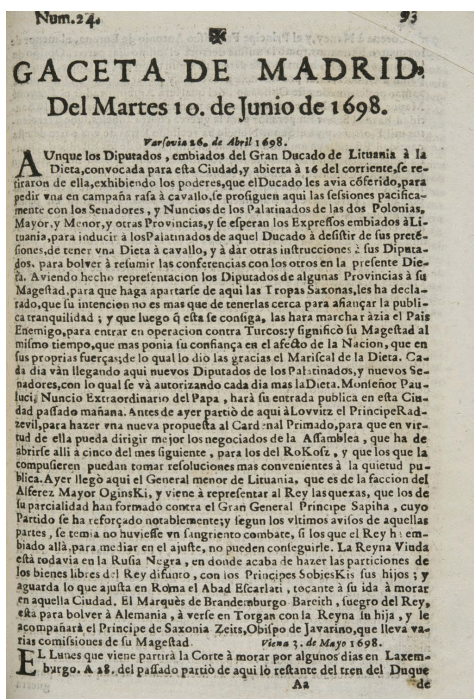 Num.24. 93
GACETA DE MADRID.
Del Martes 10. de Junio de 1698.
Varsovia 26. de Abril 1698.
AUnque los Diputados, embiados del Gran Ducado de Lituania à la
Dieta, convocada para esta Ciudad, y abierta à 16 del corriente, se re-
tiraron de ella, exhibiendo los poderes, que el Ducado les avia cõferido, para
pedir vna en campaña rasa à cavallo, se prosiguen aqui las sessiones pacifica-
mente con los Senadores, y Nuncios de los Palatinados de las dos Polonias,
Mayor, y Menor, y otras Provincias, y se esperan los Expressos embiados à Li-
tuania, para inducir à los Palatinados de aquel Ducado à desistir de sus pretẽ-
siones, de tener vna Dieta à cavallo, y à dar otras instrucciones à sus Diputa-
dos, para bolver à resumir las conferencias con los otros en la presente Die-
ta. Aviendo hecho representacion los Diputados de algunas Provincias à su
Magestad, para que haga apartarse de aqui las Tropas Saxonas, les ha decla-
rado, que su intencion no es mas que de tenerlas cerca para afiançar la publi-
ca tranquilidad; y que luego q̃ esta se consiga, las hara marchar àzia el Pais
Enemigo, para entrar en operacion contra Turcos; y significò su Magestad al
mismo tiempo, que mas ponia su confiança en el afecto de la Nacion, que en
sus proprias fuerças; de lo qual lo dio las gracias el Mariscal de la Dieta. Ca-
da dia vàn llegando aqui nuevos Diputados de los Palatinados, y nuevos Se-
nadores, con lo qual se và autorizando cada dia mas la Dieta. Monseñor Pau-
luci, Nuncio Extraordinario del Papa, harà su entrada publica en esta Ciu-
dad passado mañana. Antes de ayer partiò de aqui à Lovvitz el Principe Rad-
zevil, para hazer vna nueva propuesta al Cardenal Primado, para que en vir-
tud de ella pueda dirigir mejor los negociados de la Assamblea, que ha de
abrirse alli à cinco del mes siguiente, para los del RoKosz, y que los que la
compusieren puedan tomar resoluciones mas convenientes à la quietud pu-
blica. Ayer llegò aqui el General menor de Lituania, que es de la faccion del
Alferez Mayor OginsKi, y viene à representar al Rey las quexas, que los de
su parcialidad han formado contra el Gran General Principe Sapiha, cuyo
Partido se ha reforçado notablemente; y segun los vltimos avisos de aquellas
partes, se temia no huviesse vn sangriento combate, si los que el Rey h embiado
biado allà, para mediar en el ajuste, no pueden conseguirle. La Reyna Viuda
està todavia en la Rusia Negra, en donde acaba de hazer las particiones de
los bienes libres del Rey difunto, con los Principes SobiesKis sus hijos; y
aguarda lo que ajusta en Roma el Abad Escarlati, tocante à su ida à morar
en aquella Ciudad. El Marquès de Brandemburgo Bareith, suegro del Rey,
està para bolver à Alemania, à verse en Torgan con la Reyna su hija, y le
acompañarà el Principe de Saxonia Zeits, Obispo de Javarino, que lleva va-
rias comissiones de su Magestad. Viena 3. de Mayo 1698.
EL Lunes que viene partirà la Corte à morar por algunos dias en Laxem-
burgo. A 28. del passado partiò de aqui lo restante del tren del Duque
Aa de